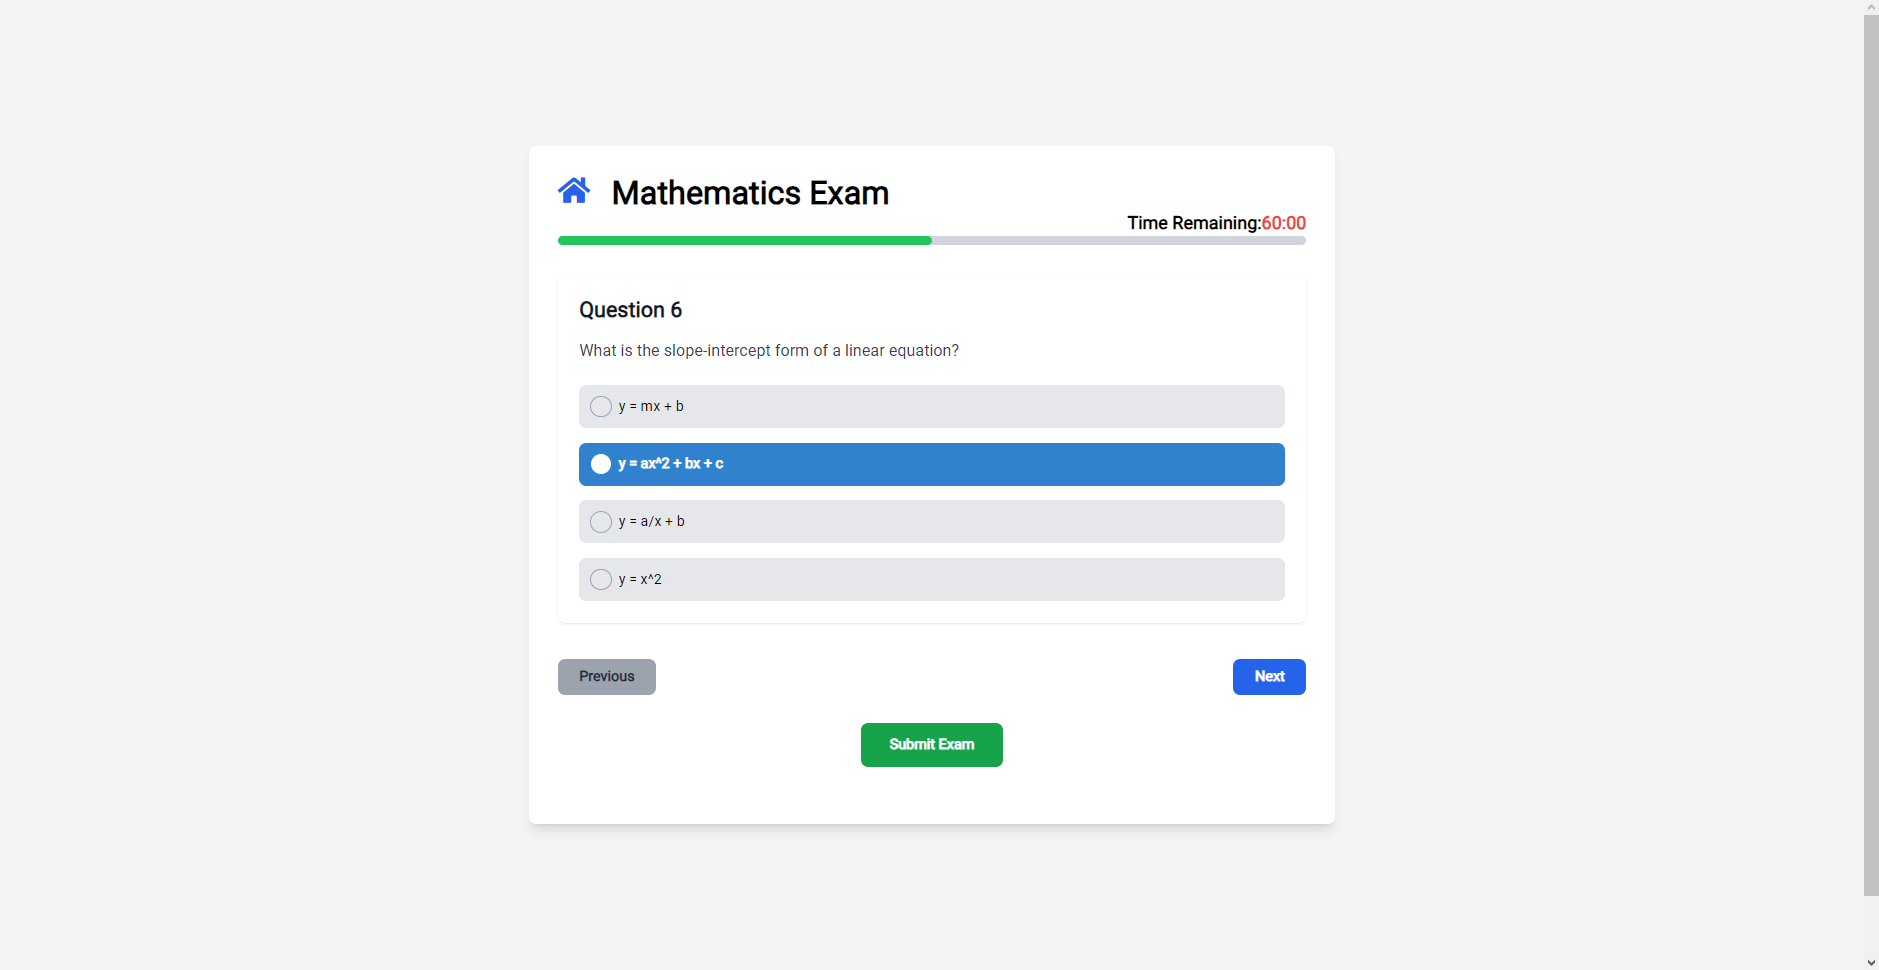 Mathematics Exam
Time Remaining:60:00
Question 6
What is the slope-intercept form of a linear equation?
y = mx + b
y = ax^2 + bx + c
y = a/x + b
y = x^2
Previous
Next
Submit Exam